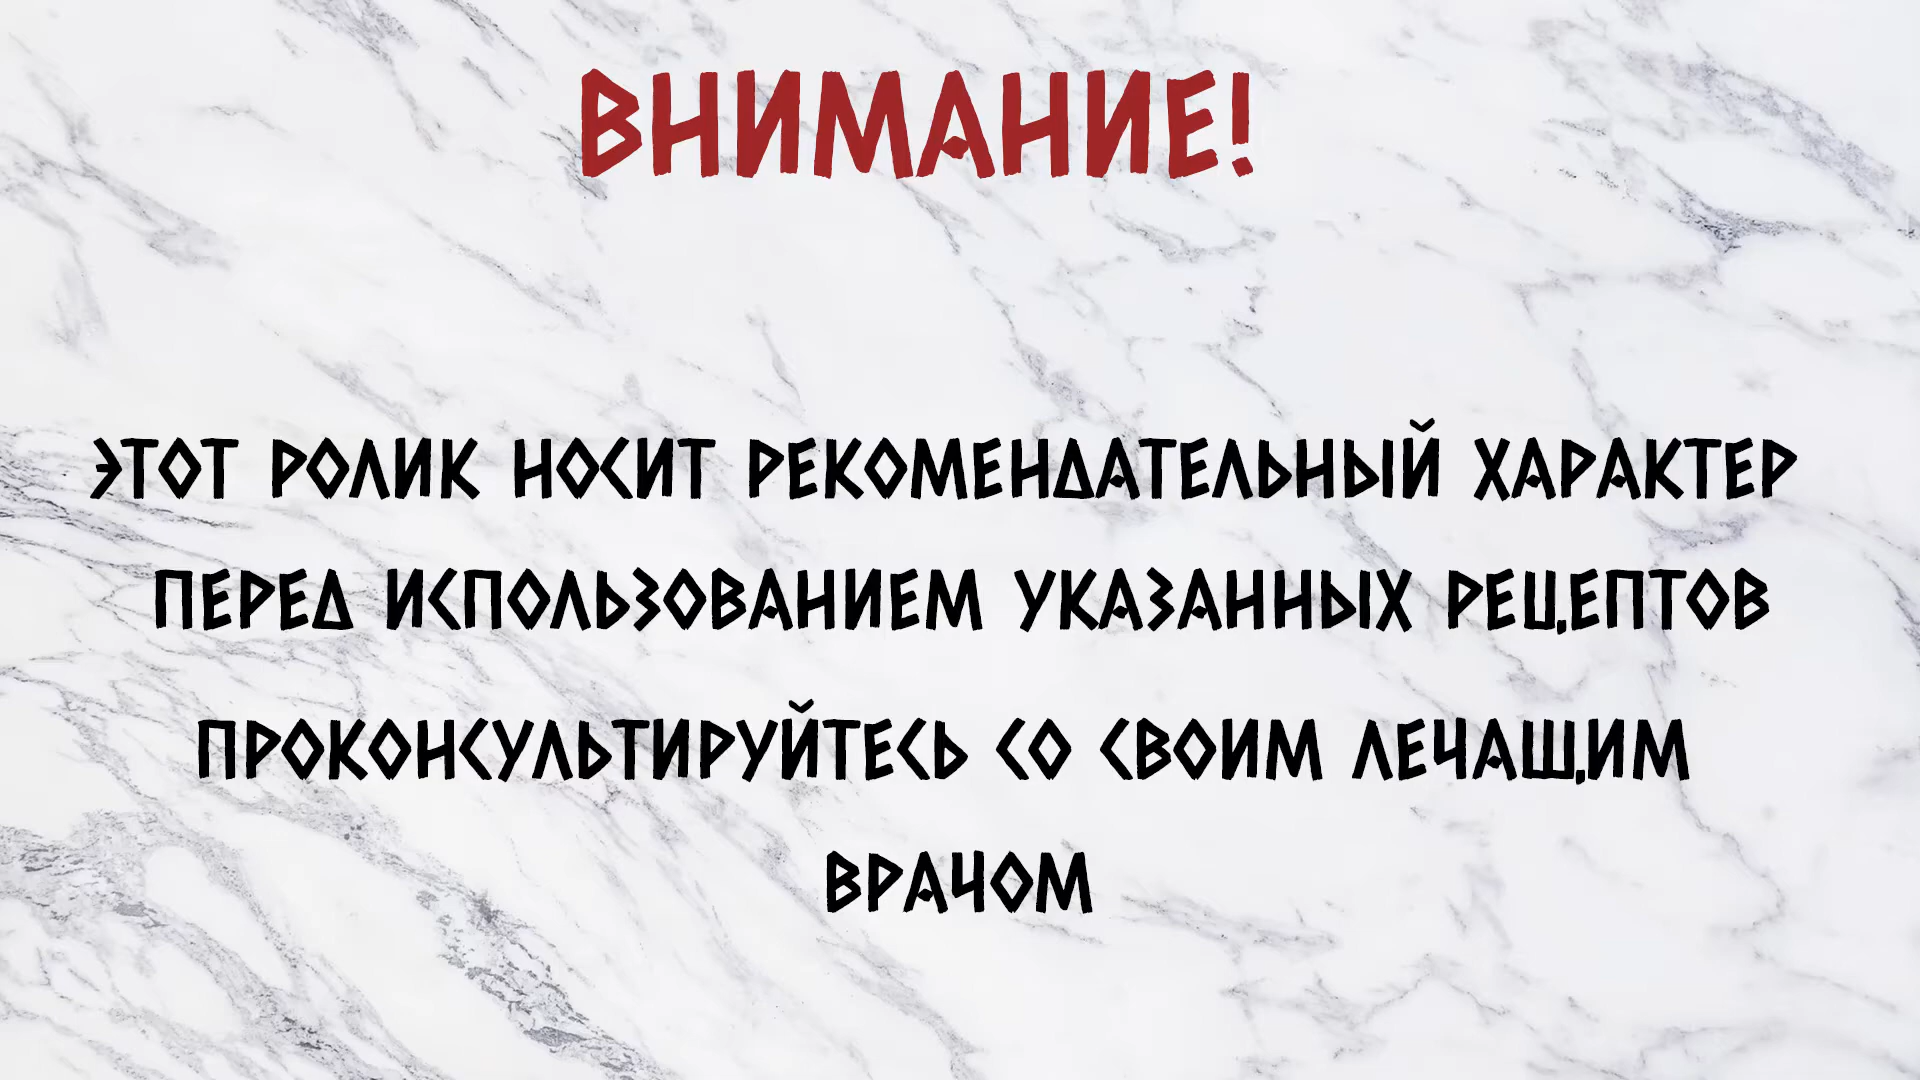 ВНИМАНИЕ!
ЭТОТ РОЛИК НОСИТ РЕКОМЕНДАТЕЛЬНЫЙ ХАРАКТЕР
ПЕРЕД ИСПОЛЬЗОВАНИЕМ УКАЗАННЫХ РЕЦЕПТОВ
ПРОКОНСУЛЬТИРУЙТЕСЬ СО СВОИМ ЛЕЧАЩИМ
ВРАЧОМ